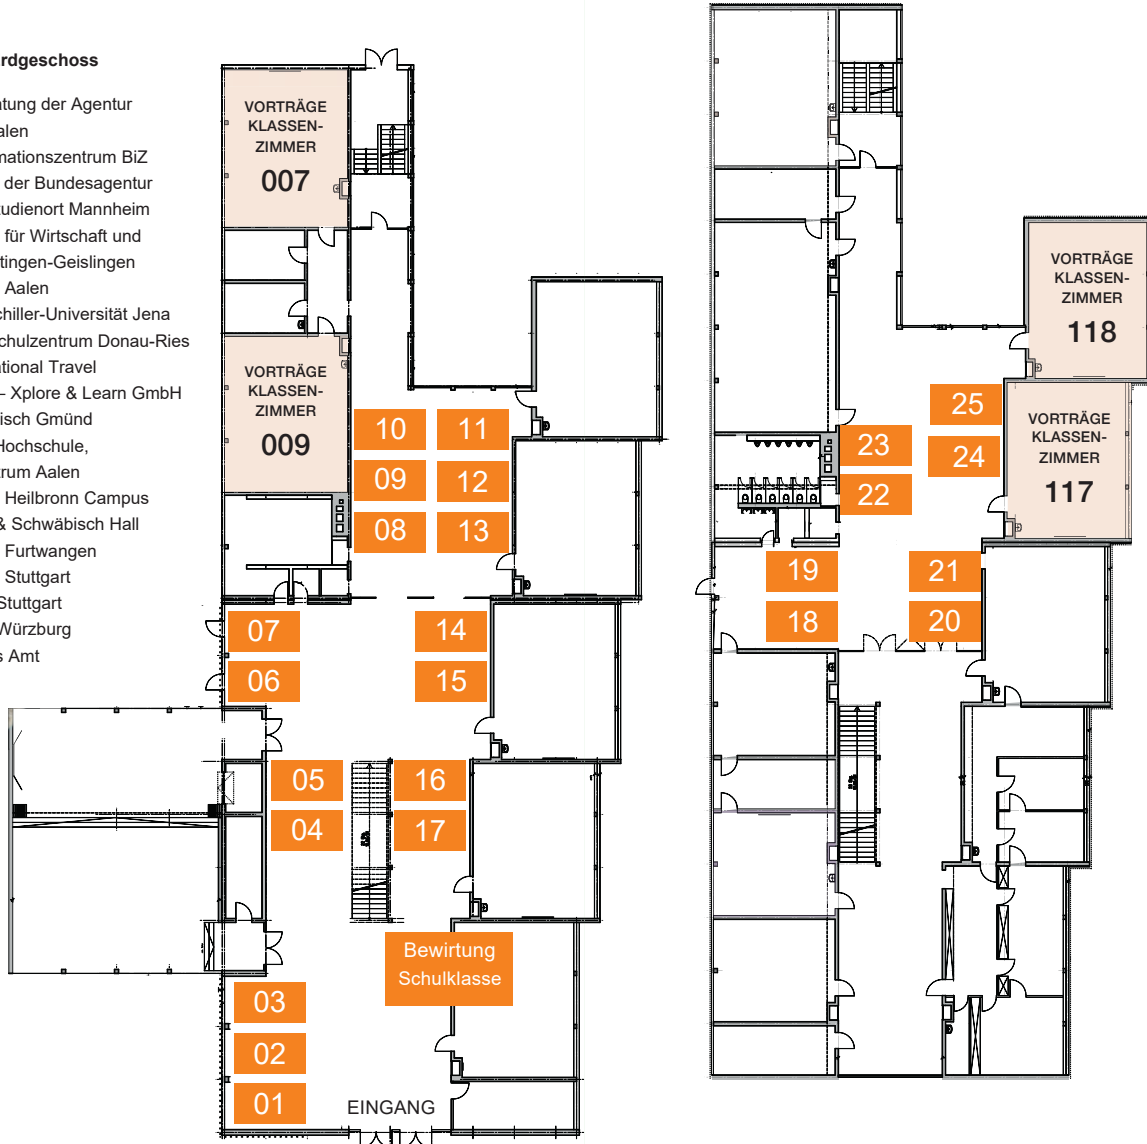 rdgeschoss
tung der Agentur
alen
mationszentrum BiZ
der Bundesagentur
tudienort Mannheim
für Wirtschaft und
tingen-Geislingen
Aalen
chiller-Universität Jena
chulzentrum Donau-Ries
ational Travel
– Xplore & Learn GmbH
isch Gmünd
Hochschule,
trum Aalen
Heilbronn Campus
& Schwäbisch Hall
Furtwangen
Stuttgart
Stuttgart
Würzburg
s Amt
VORTRÄGE
KLASSEN-
ZIMMER
007
VORTRÄGE
KLASSEN-
ZIMMER
009
10
11
09
12
08
13
07
14
06
15
05
16
04
17
Bewirtung
Schulklasse
03
02
01
EINGANG
VORTRÄGE
KLASSEN-
ZIMMER
118
VORTRÄGE
KLASSEN-
ZIMMER
117
25
24
23
22
19
21
18
20